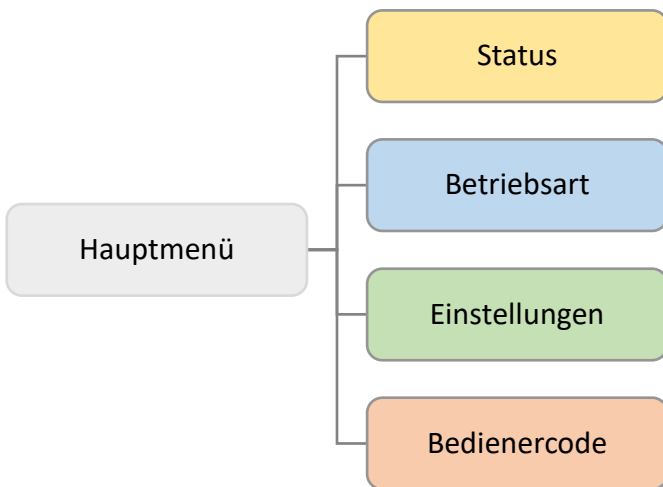 Status
Betriebsart
Hauptmenü
Einstellungen
Bedienercode